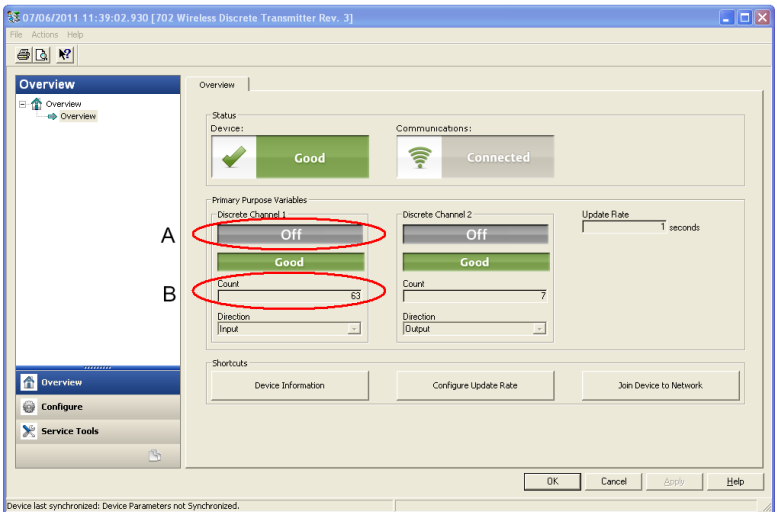 07/06/2011 11:39:02.930 [702 Wireless Discrete Transmitter Rev. 3]
File Actions Help
Overview
Overview
Overview
Overview
Status
Device:
Communications:
Good
Connected
Primary Purpose Variables
Discrete Channel 1
Discrete Channel 2
Update Rate
1 seconds
A
Off
Off
Good
Good
Count
Count
B
63
7
Direction
Direction
Input
Output
Shortcuts
Device Information
Configure Update Rate
Join Device to Network
Overview
Configure
Service Tools
OK
Cancel
Apply
Help
Device last synchronized: Device Parameters not Synchronized.